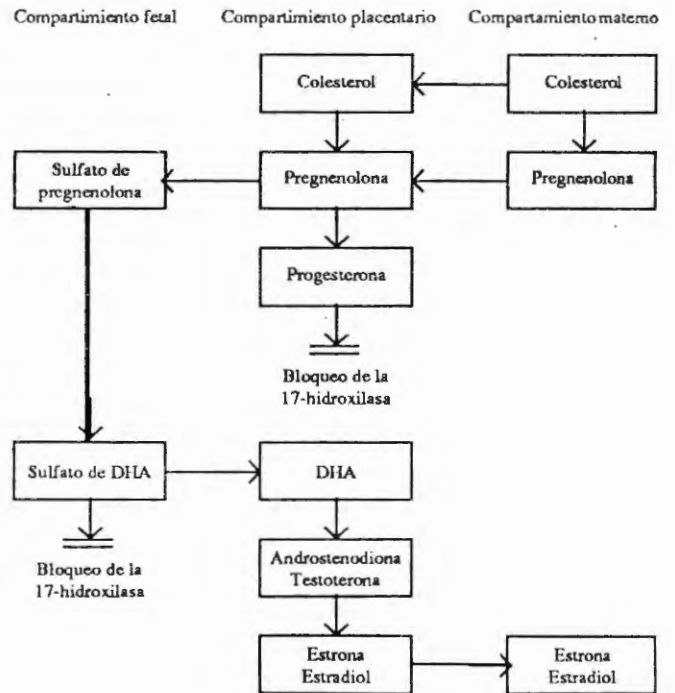 Compartimiento fetal
Compartimiento placentario
Compartamiento materno
Colesterol
Colesterol
Sulfato de
pregnenolona
Pregnenolona
Pregnenolona
Progesterona
Bloqueo de la
17-hidroxilasa
Sulfato de DHA
DHA
Bloqueo de la
17-hidroxilasa
Androstenodiona
Testoterona
Estrona
Estradiol
Estrona
Estradiol